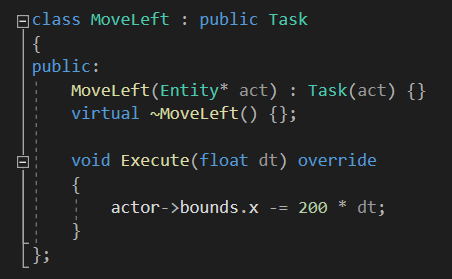 class MoveLeft : public Task
{
public:
    MoveLeft(Entity* act) : Task(act) {}
    virtual ~MoveLeft() {};

    void Execute(float dt) override
    {
        actor->bounds.x -= 200 * dt;
    }
};